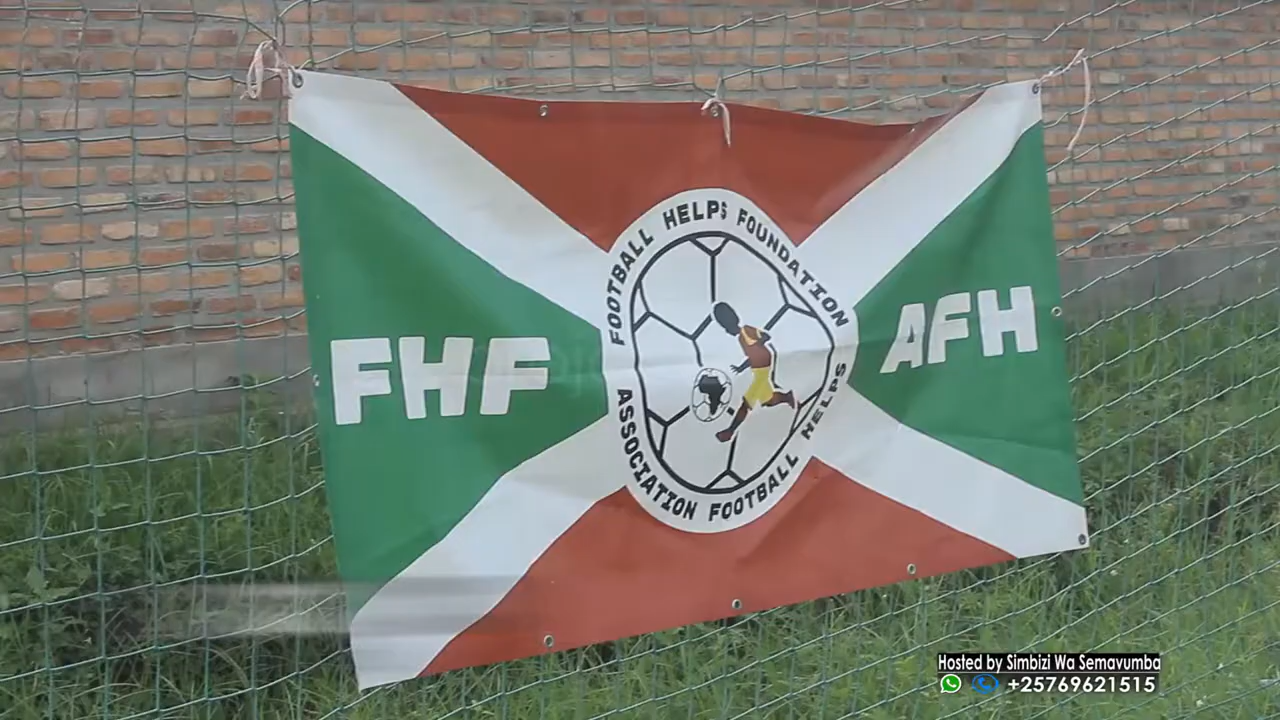 FOOTBALL HELPS FOUNDATION
FHF
AFH
ASSOCIATION FOOTBALL HELPS
Hosted by Simbizi Wa Semavumba
+25769621515